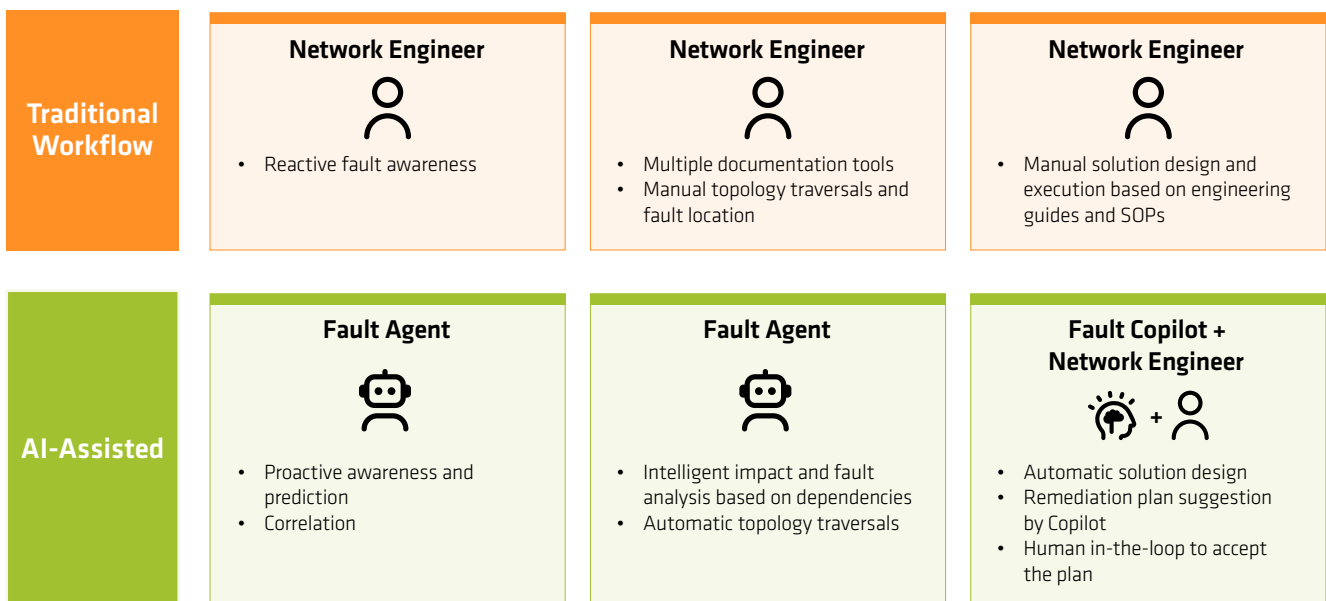 Traditional
Workflow
Network Engineer
• Reactive fault awareness
Network Engineer
• Multiple documentation tools
• Manual topology traversals and
fault location
Network Engineer
• Manual solution design and
execution based on engineering
guides and SOPs
AI-Assisted
Fault Agent
• Proactive awareness and
prediction
• Correlation
Fault Agent
• Intelligent impact and fault
analysis based on dependencies
• Automatic topology traversals
Fault Copilot +
Network Engineer
+
• Automatic solution design
• Remediation plan suggestion
by Copilot
• Human in-the-loop to accept
the plan